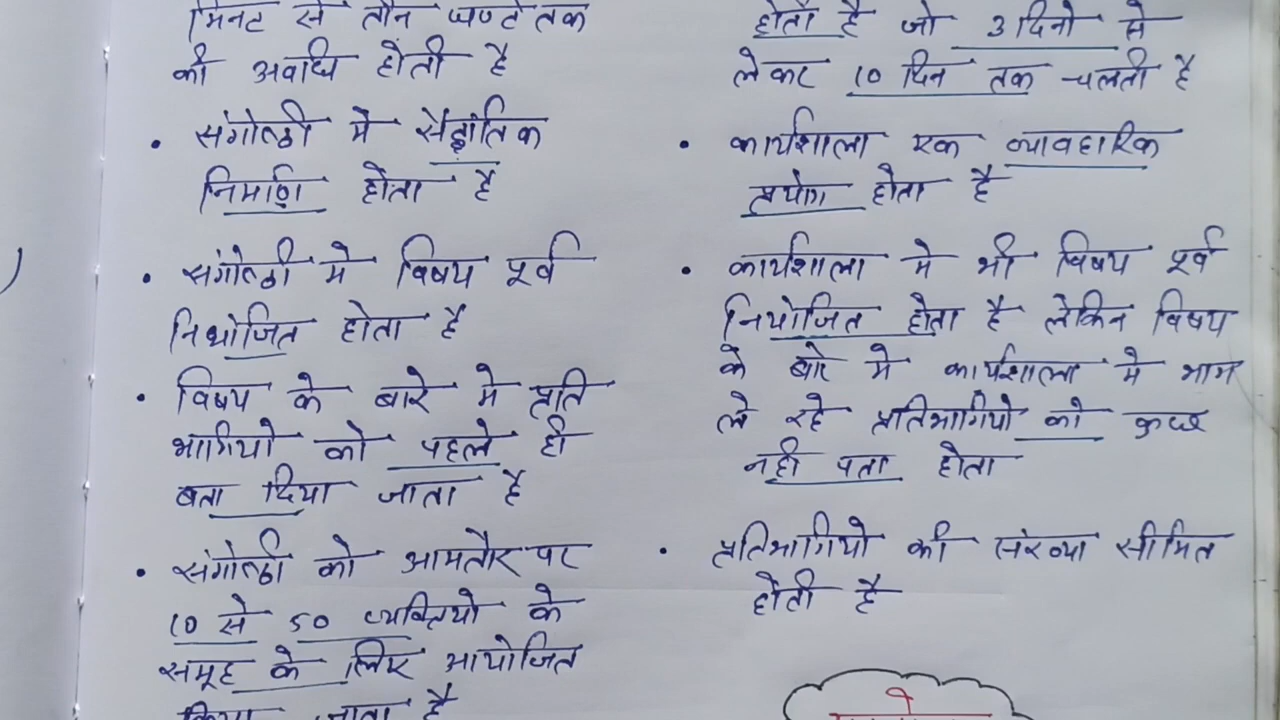 मिनट से तीन घण्टे तक
की अवधि होती है
• संगोष्ठी मे सैद्धांतिक
निर्माण होता है
• संगोष्ठी मे विषय पूर्व
नियोजित होता है
• विषय के बारे मे प्रति
भागियो को पहले ही
बता दिया जाता है
• संगोष्ठी को आमतौर पर
10 से 50 व्यक्तियो के
समूह के लिए आयोजित
किया जाता है
होती है जो 3 दिनो से
लेकर 10 दिन तक चलती है
• कार्यशाला एक व्यावहारिक
प्रयोग होता है
• कार्यशाला मे भी विषय पूर्व
नियोजित होता है लेकिन विषय
के बारे मे कार्यशाला मे भाग
ले रहे प्रतिभागियो को कुछ
नही पता होता
• प्रतिभागियो की संख्या सीमित
होती है